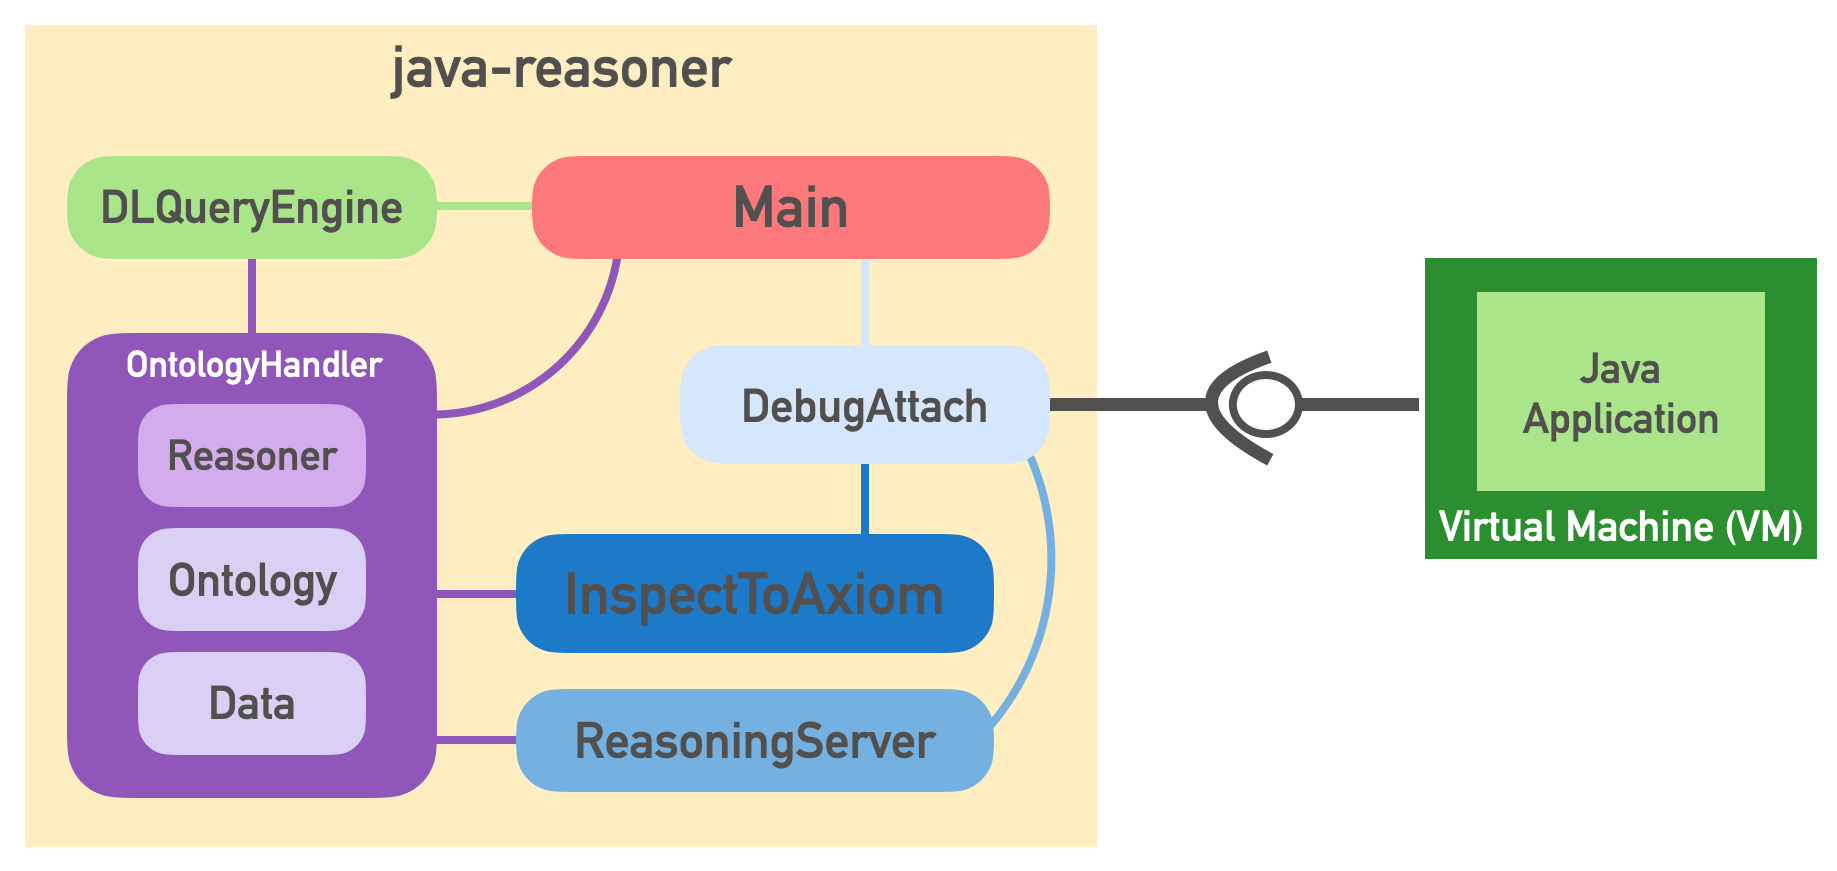 java-reasoner
DLQueryEngine
Main
OntologyHandler
Reasoner
Ontology
Data
DebugAttach
InspectToAxiom
ReasoningServer
Java
Application
Virtual Machine (VM)